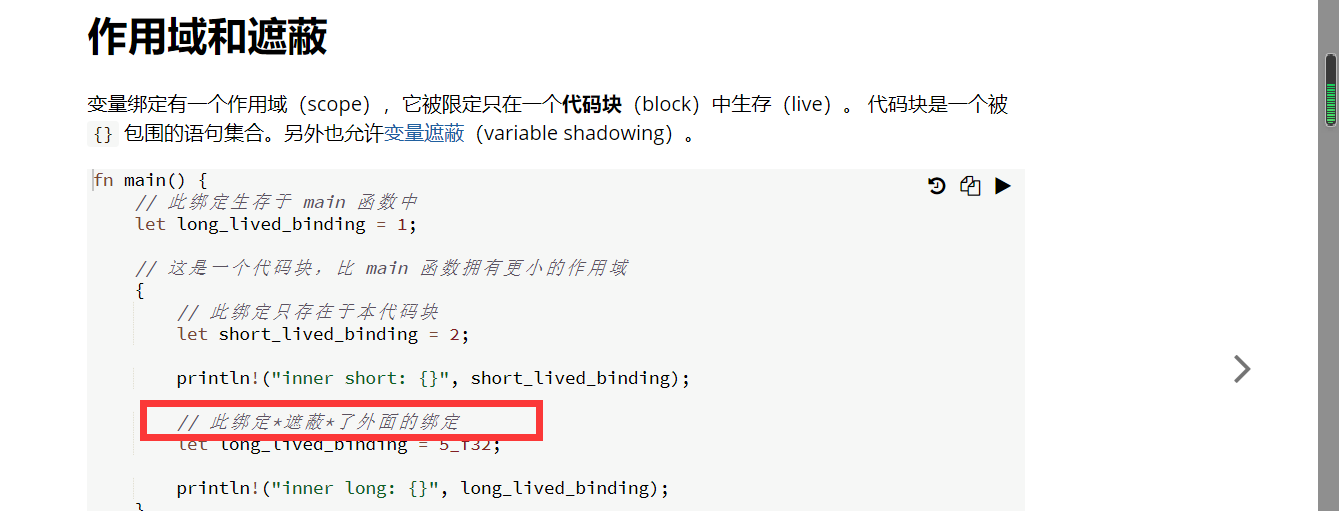 作用域和遮蔽
变量绑定有一个作用域（scope），它被限定只在一个代码块（block）中生存（live）。 代码块是一个被
{} 包围的语句集合。另外也允许变量遮蔽（variable shadowing）。
fn main() {
    // 此绑定生存于 main 函数中
    let long_lived_binding = 1;
    // 这是一个代码块，比 main 函数拥有更小的作用域
    {
        // 此绑定只存在于本代码块
        let short_lived_binding = 2;
        println!("inner short: {}", short_lived_binding);
        // 此绑定*遮蔽*了外面的绑定
        let long_lived_binding = 5_f32;
        println!("inner long: {}", long_lived_binding);
    }